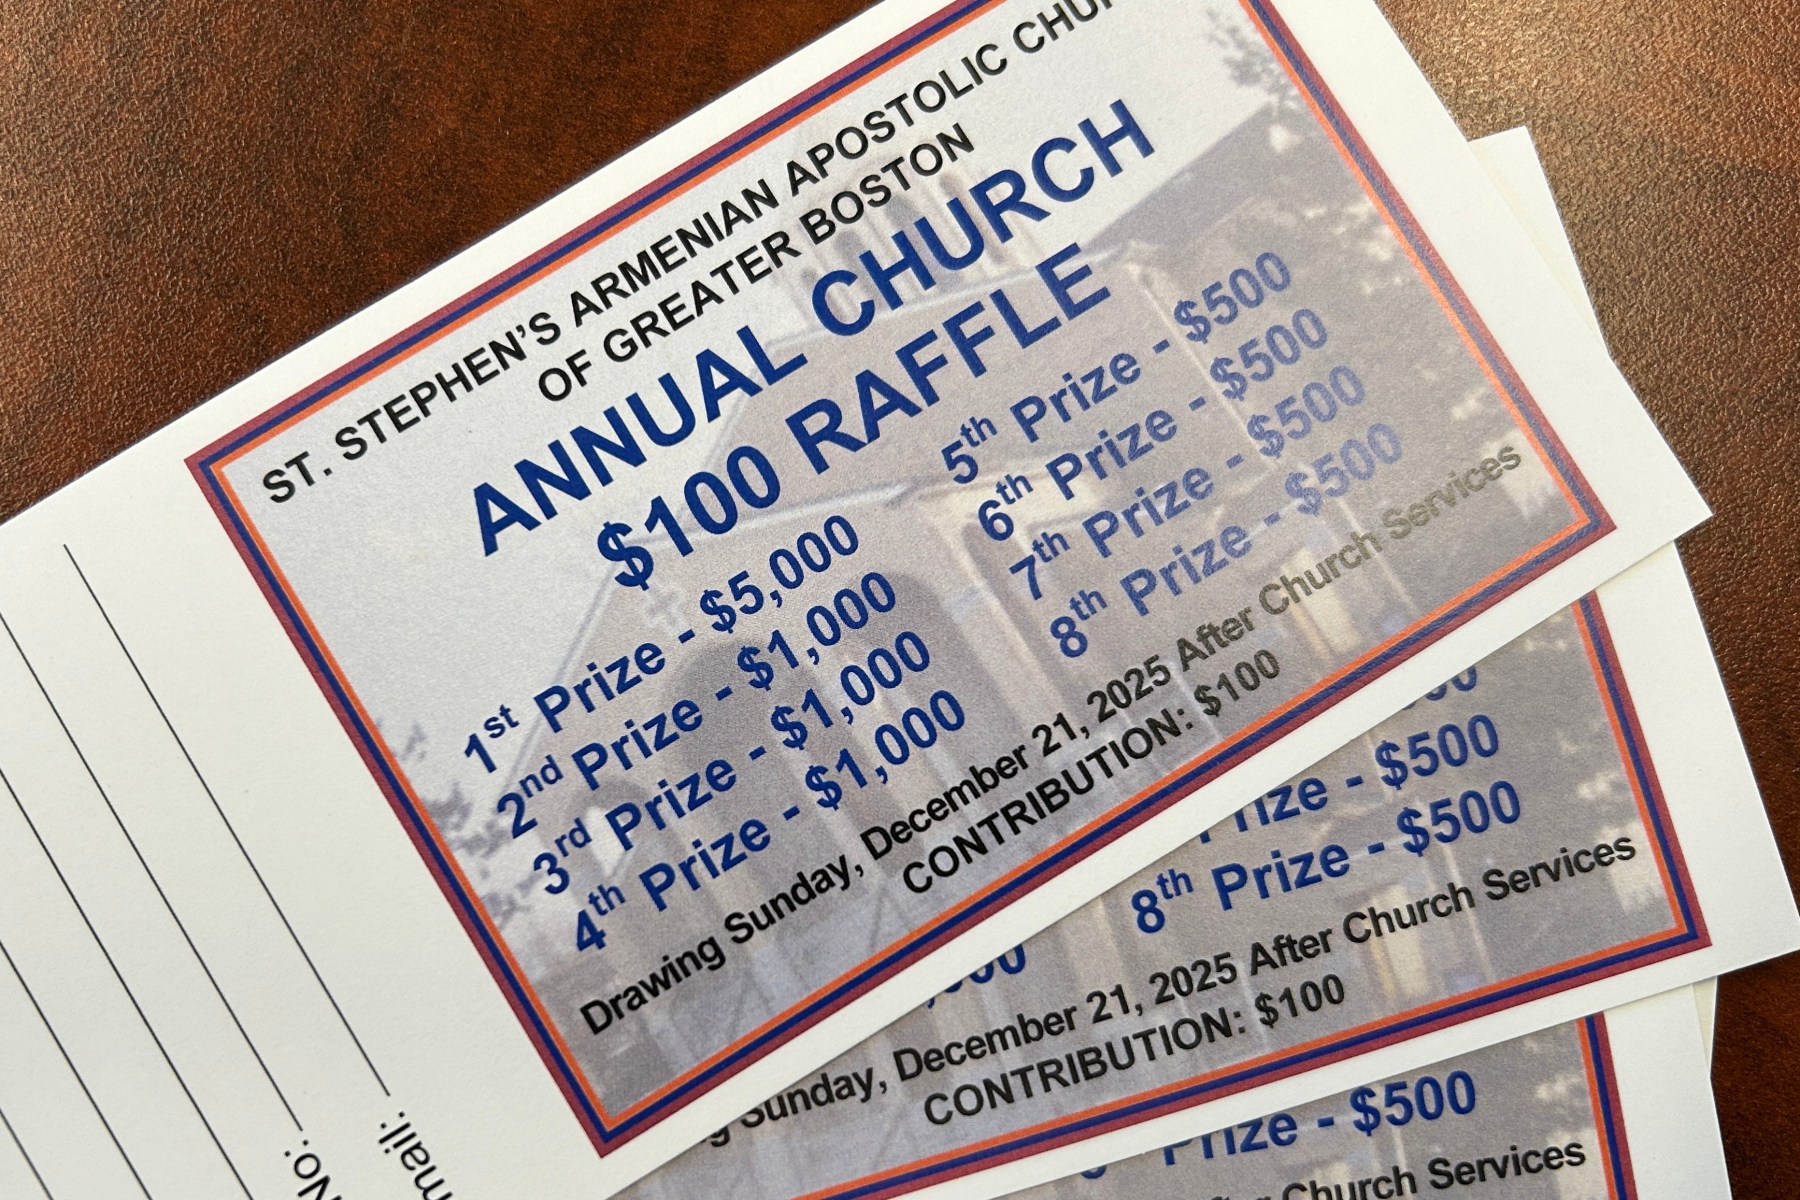 ST. STEPHEN'S ARMENIAN APOSTOLIC
OF GREATER BOSTON
ANNUAL CHURCH
$100 RAFFLE
1st Prize - $5,000
2nd Prize - $1,000
3rd Prize - $1,000
4th Prize - $1,000
5th Prize - $500
6th Prize - $500
7th Prize - $500
8th Prize - $500
Drawing Sunday, December 21, 2025 After Church Services
CONTRIBUTION: $100
mail:
No.:
Prize - $500
8th Prize - $500
Sunday, December 21, 2025 After Church Services
CONTRIBUTION: $100
Prize - $500
Church Services